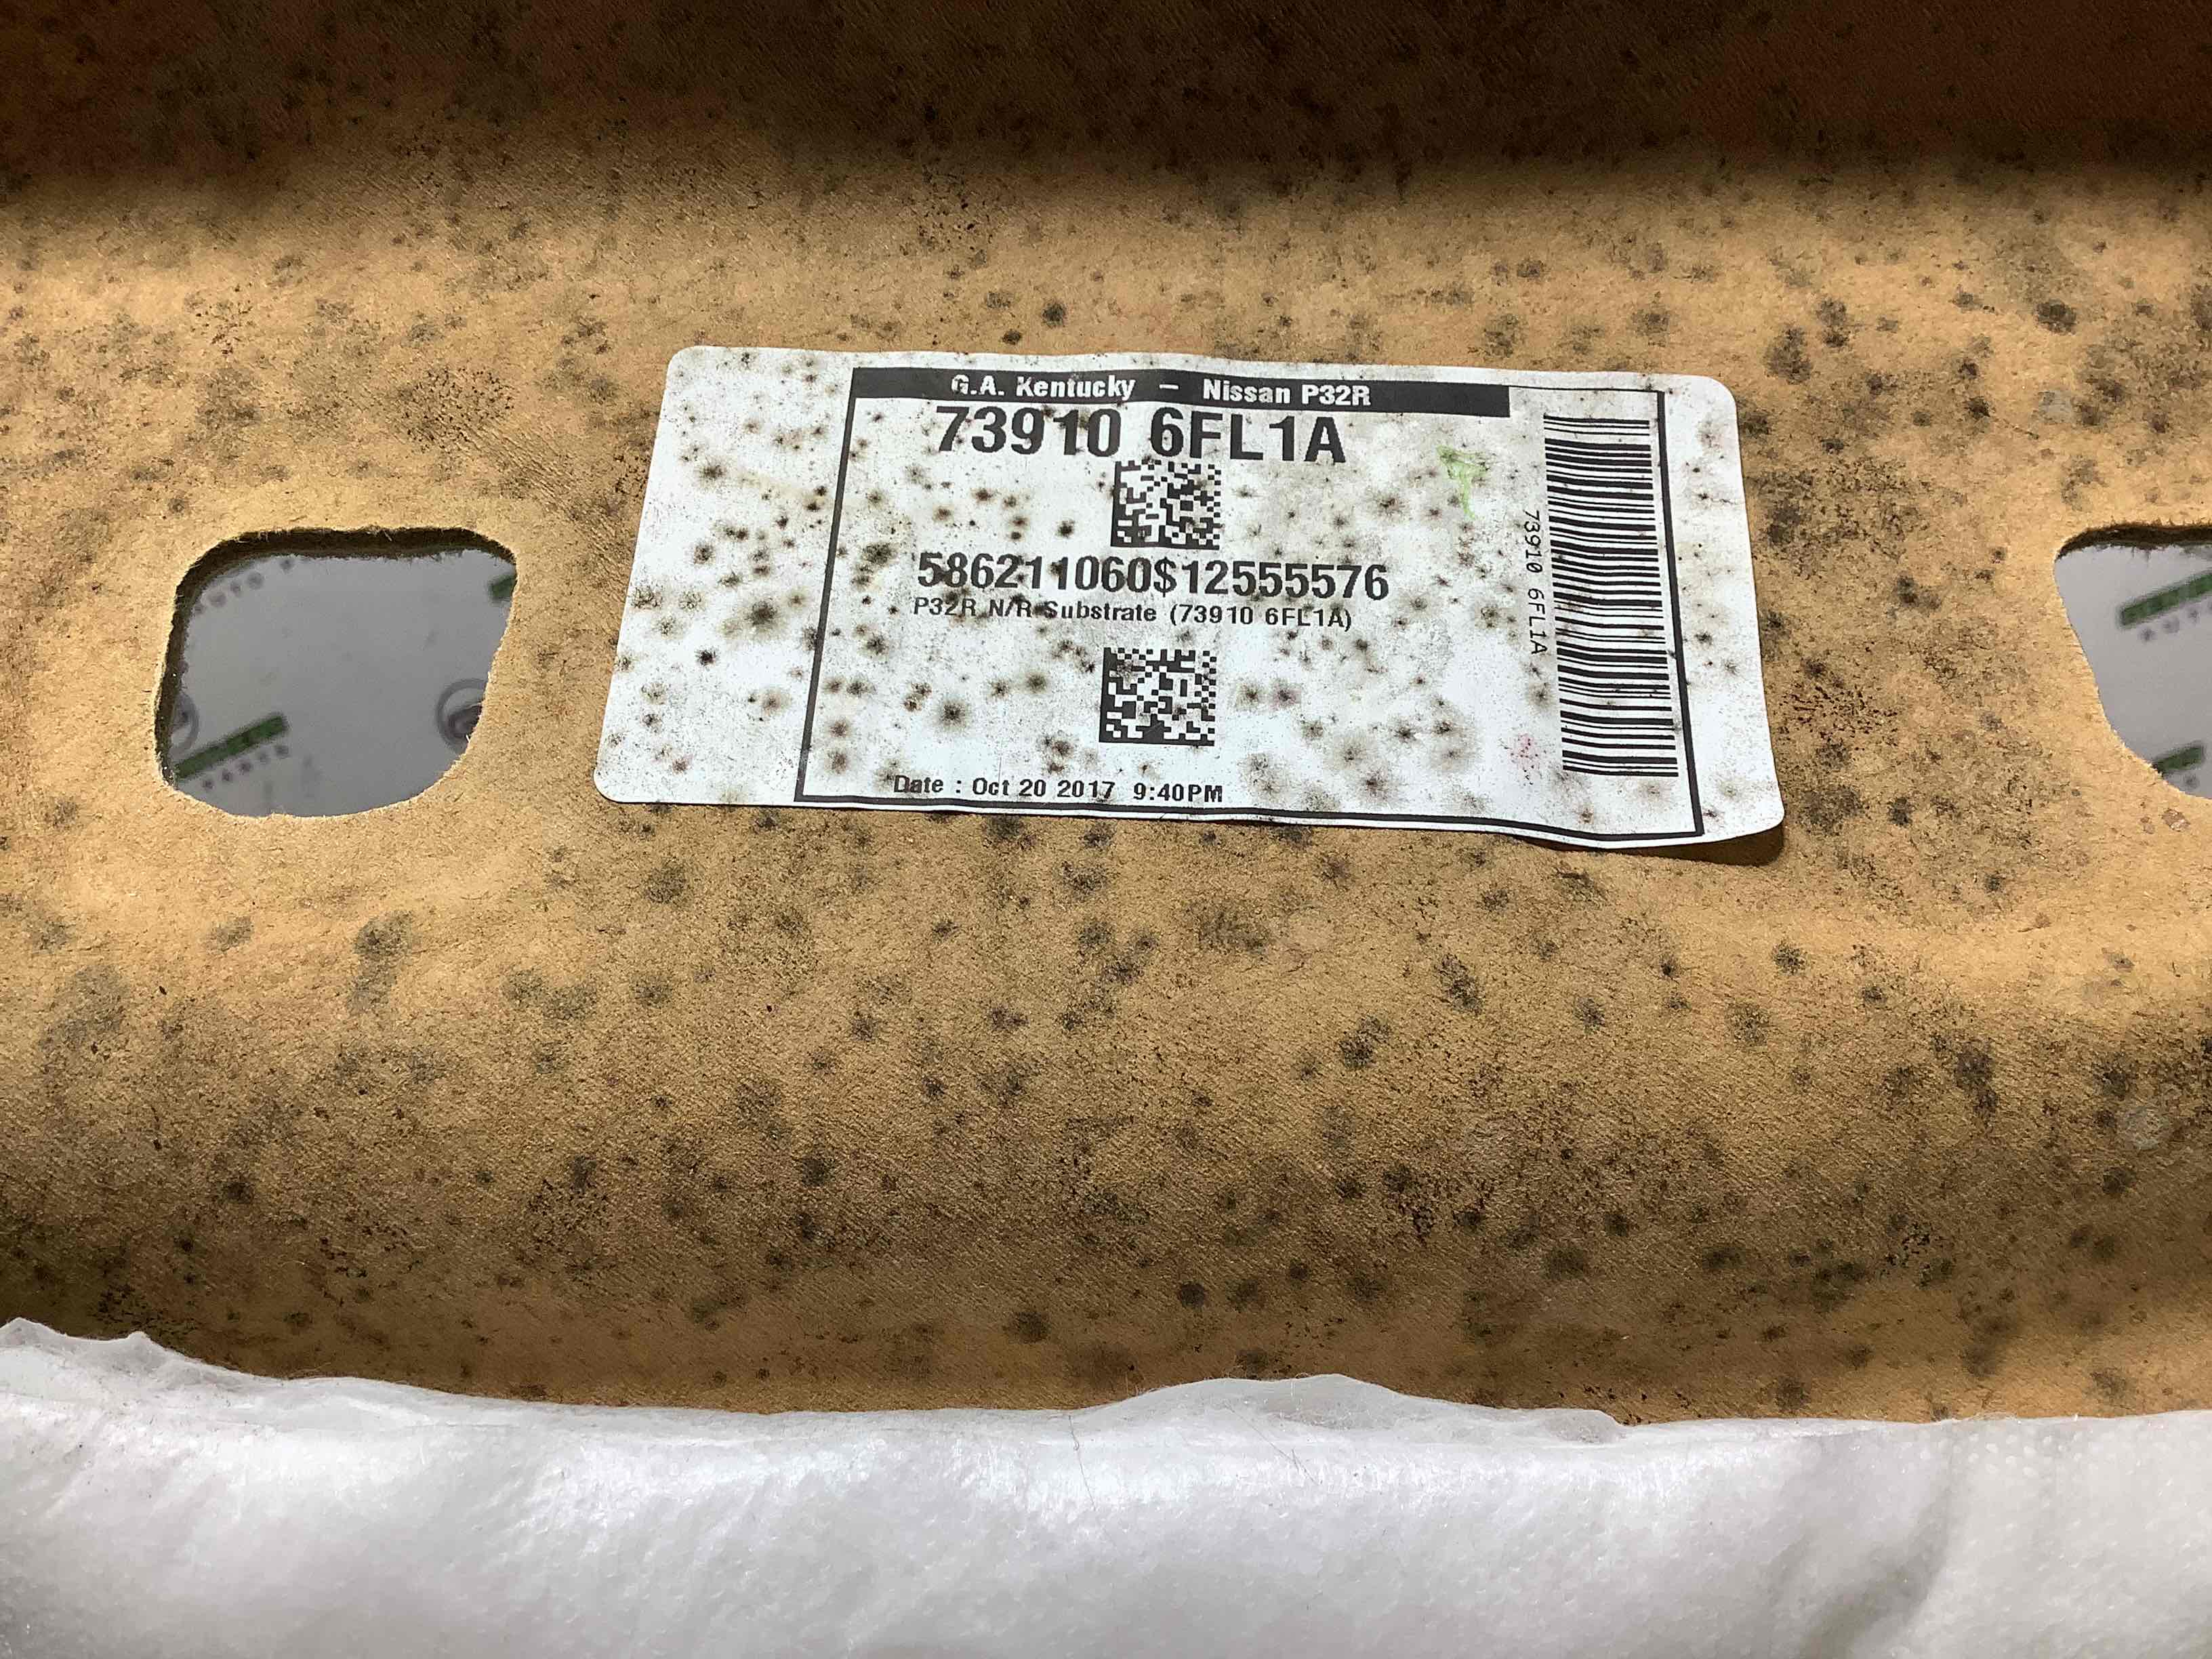 G.A. Kentucky – Nissan P32R
73910 6FL1A
586211060$12555576
P32R N/R Substrate (73910 6FL1A)
Date : Oct 20 2017 9:40PM
73910 6FL1A